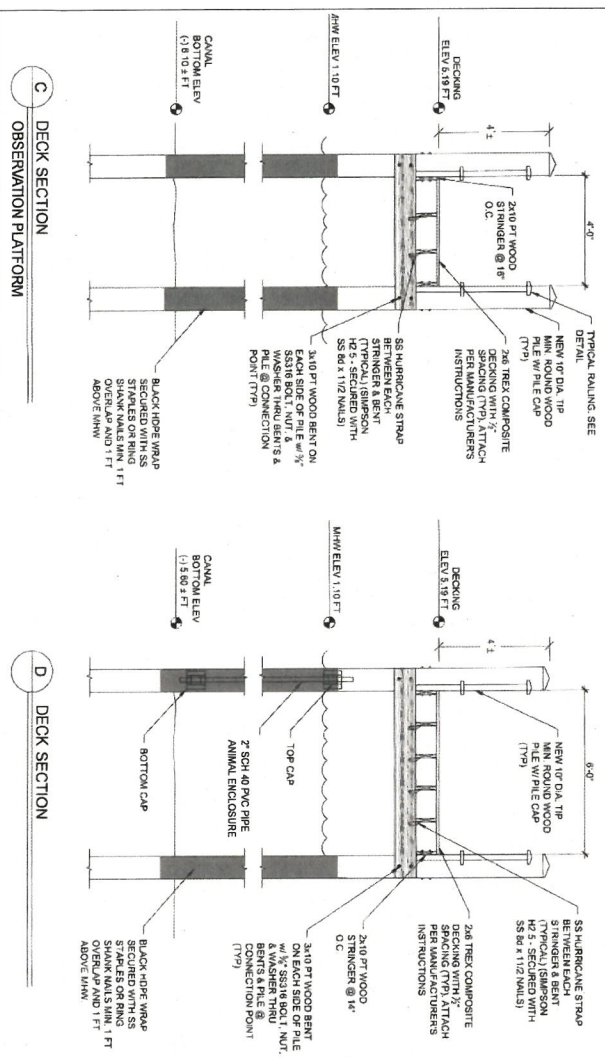 TYPICAL RAILING. SEE
DETAIL
NEW 10" DIA. TIP
MIN. ROUND WOOD
PILE W/ PILE CAP
(TYP)
2x6 TREX COMPOSITE
DECKING WITH ½"
SPACING (TYP). ATTACH
PER MANUFACTURER'S
INSTRUCTIONS
SS HURRICANE STRAP
BETWEEN EACH
STRINGER & BENT
(TYPICAL) (SIMPSON
H2.5 - SECURED WITH
SS 8d x 1 1/2 NAILS)
3x10 PT WOOD BENT ON
EACH SIDE OF PILE w/ ⅝"
SS316 BOLT, NUT, &
WASHER THRU BENTS &
PILE @ CONNECTION
POINT (TYP)
BLACK HDPE WRAP
SECURED WITH SS
STAPLES OR RING
SHANK NAILS MIN. 1 FT
OVERLAP AND 1 FT
ABOVE MHW
4'-0"
2x10 PT WOOD
STRINGER @ 16"
O.C.
4' ±
DECKING
ELEV 5.19 FT
MHW ELEV 1.10 FT
CANAL
BOTTOM ELEV
(-) 6.10 ± FT
C
DECK SECTION
OBSERVATION PLATFORM
SS HURRICANE STRAP
BETWEEN EACH
STRINGER & BENT
(TYPICAL) (SIMPSON
H2.5 - SECURED WITH
SS 8d x 1 1/2 NAILS)
2x6 TREX COMPOSITE
DECKING WITH ½"
SPACING (TYP). ATTACH
PER MANUFACTURER'S
INSTRUCTIONS
2x10 PT WOOD
STRINGER @ 14"
O.C
3x10 PT WOOD BENT
ON EACH SIDE OF PILE
w/ ⅝" SS316 BOLT, NUT,
& WASHER THRU
BENTS & PILE @
CONNECTION POINT
(TYP)
BLACK HDPE WRAP
SECURED WITH SS
STAPLES OR RING
SHANK NAILS MIN. 1 FT
OVERLAP AND 1 FT
ABOVE MHW
6'-0"
NEW 10" DIA. TIP
MIN. ROUND WOOD
PILE W/ PILE CAP
(TYP)
TOP CAP
2" SCH 40 PVC PIPE
ANIMAL ENCLOSURE
BOTTOM CAP
4' ±
DECKING
ELEV 5.19 FT
MHW ELEV 1.10 FT
CANAL
BOTTOM ELEV
(-) 5.60 ± FT
D
DECK SECTION